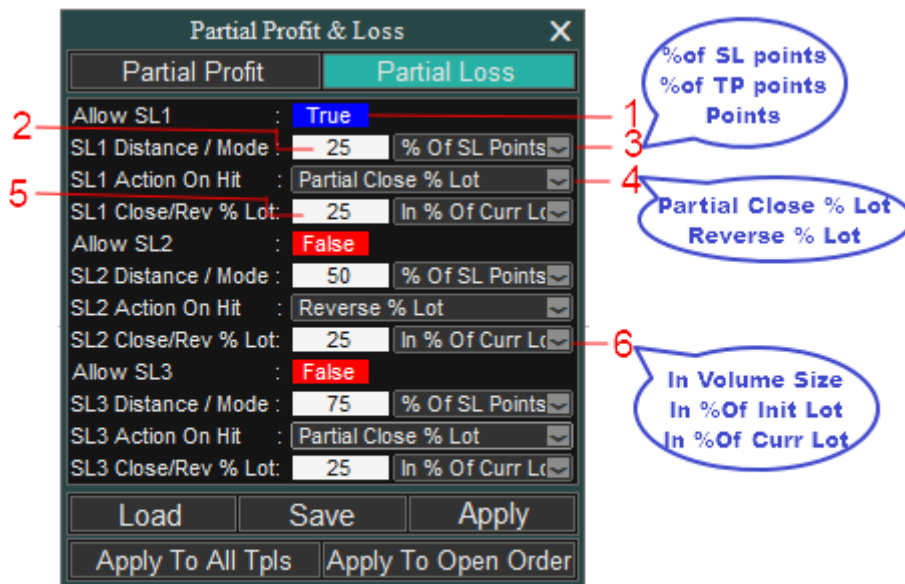 Partial Profit & Loss X
Partial Profit Partial Loss
Allow SL1 : True 1
2 SL1 Distance / Mode : 25 % Of SL Points 3
SL1 Action On Hit : Partial Close % Lot 4
5 SL1 Close/Rev % Lot: 25 In % Of Curr Lo
Allow SL2 : False
SL2 Distance / Mode : 50 % Of SL Points
SL2 Action On Hit : Reverse % Lot
SL2 Close/Rev % Lot: 25 In % Of Curr Lo 6
Allow SL3 : False
SL3 Distance / Mode : 75 % Of SL Points
SL3 Action On Hit : Partial Close % Lot
SL3 Close/Rev % Lot: 25 In % Of Curr Lo
Load Save Apply
Apply To All Tpls Apply To Open Order
%of SL points
%of TP points
Points
Partial Close % Lot
Reverse % Lot
In Volume Size
In %Of Init Lot
In %Of Curr Lot